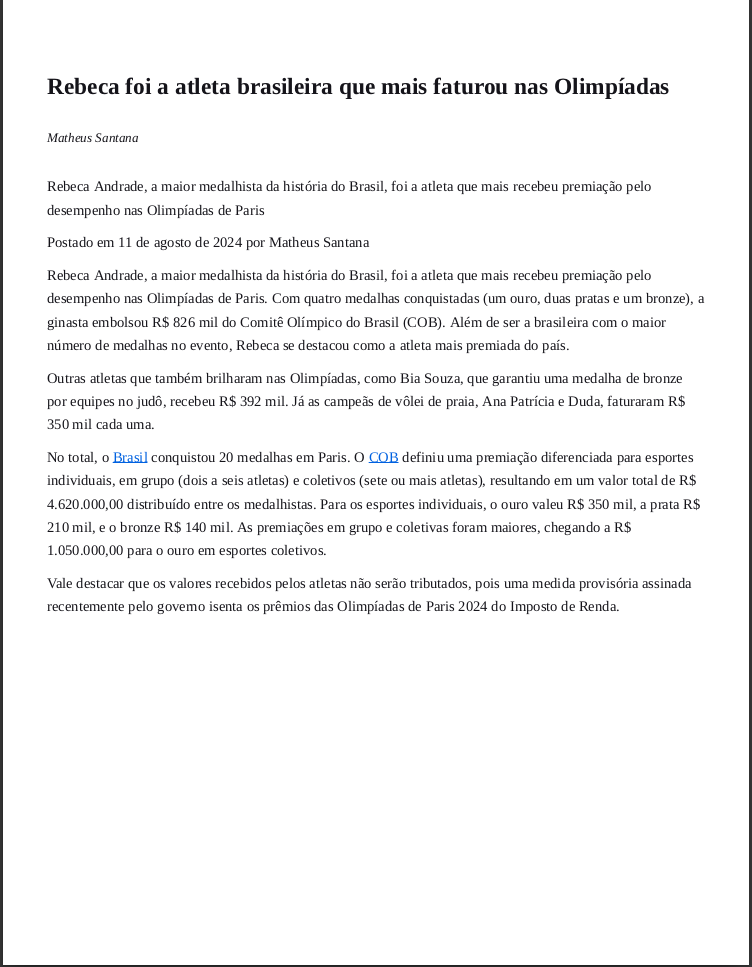 Rebeca foi a atleta brasileira que mais faturou nas Olimpíadas
Matheus Santana
Rebeca Andrade, a maior medalhista da história do Brasil, foi a atleta que mais recebeu premiação pelo
desempenho nas Olimpíadas de Paris
Postado em 11 de agosto de 2024 por Matheus Santana
Rebeca Andrade, a maior medalhista da história do Brasil, foi a atleta que mais recebeu premiação pelo
desempenho nas Olimpíadas de Paris. Com quatro medalhas conquistadas (um ouro, duas pratas e um bronze), a
ginasta embolsou R$ 826 mil do Comitê Olímpico do Brasil (COB). Além de ser a brasileira com o maior
número de medalhas no evento, Rebeca se destacou como a atleta mais premiada do país.
Outras atletas que também brilharam nas Olimpíadas, como Bia Souza, que garantiu uma medalha de bronze
por equipes no judô, recebeu R$ 392 mil. Já as campeãs de vôlei de praia, Ana Patrícia e Duda, faturaram R$
350 mil cada uma.
No total, o Brasil conquistou 20 medalhas em Paris. O COB definiu uma premiação diferenciada para esportes
individuais, em grupo (dois a seis atletas) e coletivos (sete ou mais atletas), resultando em um valor total de R$
4.620.000,00 distribuído entre os medalhistas. Para os esportes individuais, o ouro valeu R$ 350 mil, a prata R$
210 mil, e o bronze R$ 140 mil. As premiações em grupo e coletivas foram maiores, chegando a R$
1.050.000,00 para o ouro em esportes coletivos.
Vale destacar que os valores recebidos pelos atletas não serão tributados, pois uma medida provisória assinada
recentemente pelo governo isenta os prêmios das Olimpíadas de Paris 2024 do Imposto de Renda.